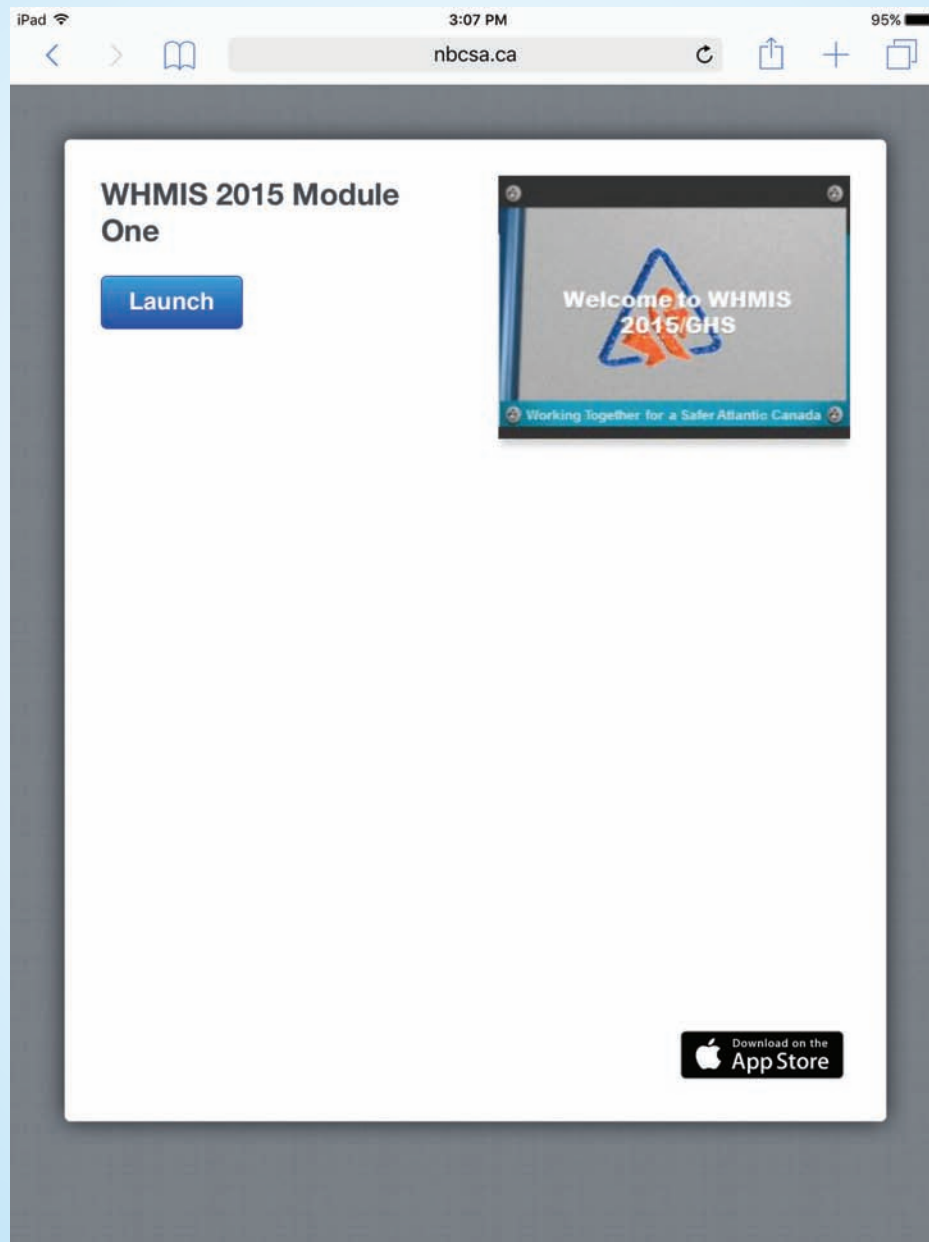 iPad 3:07 PM 95%
nbcsa.ca
WHMIS 2015 Module
One
Launch
Welcome to WHMIS
2015/GHS
Working Together for a Safer Atlantic Canada
Download on the
App Store